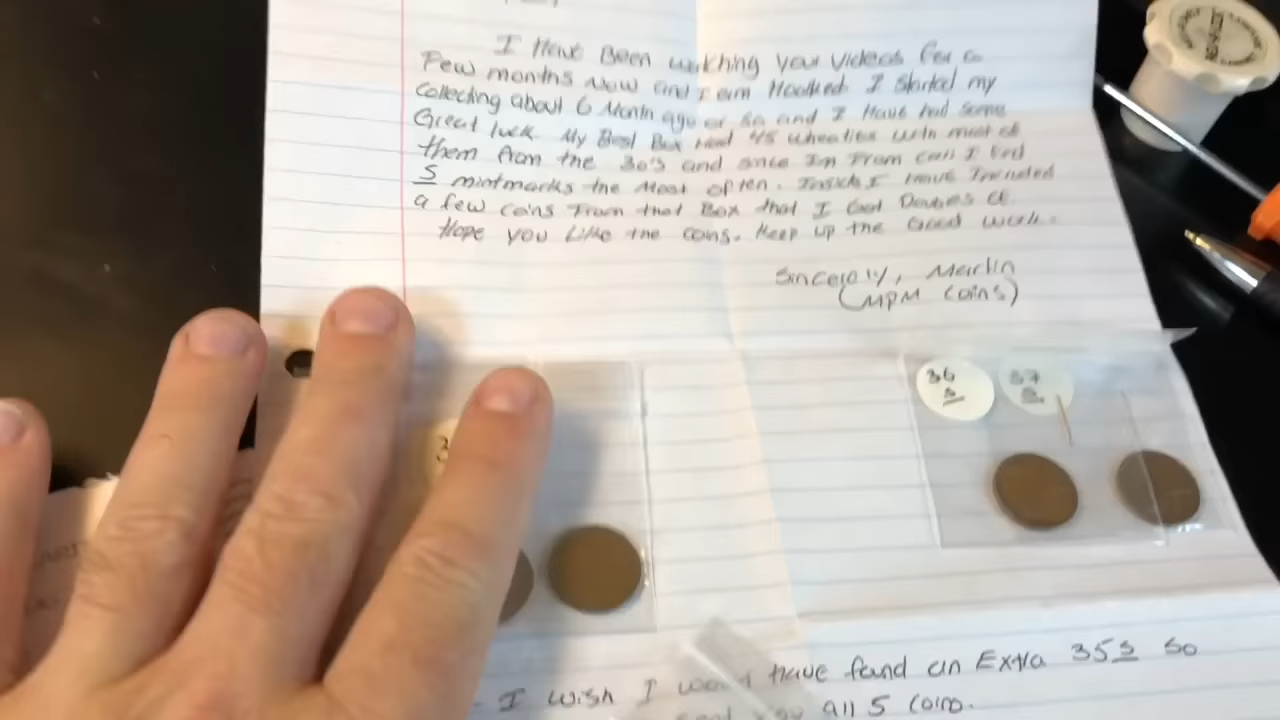 I Have Been watching your Videos for a
Few months now and I am Hooked. I started my
Collecting about 6 Month ago or so and I Have had some
Great luck. My Best Box Had 45 wheaties with most of
them from the 30's and since Im From Cali I find
S mintmarks the Most often. Inside I Have Included
a few coins From that Box that I Got Doubles of.
Hope you Like the coins. Keep up the Good work.
Sincerely, Martin
(MPM Coins)
36 S
37 S
3
I Wish I would have found an Extra 35S so
all 5 Coins.